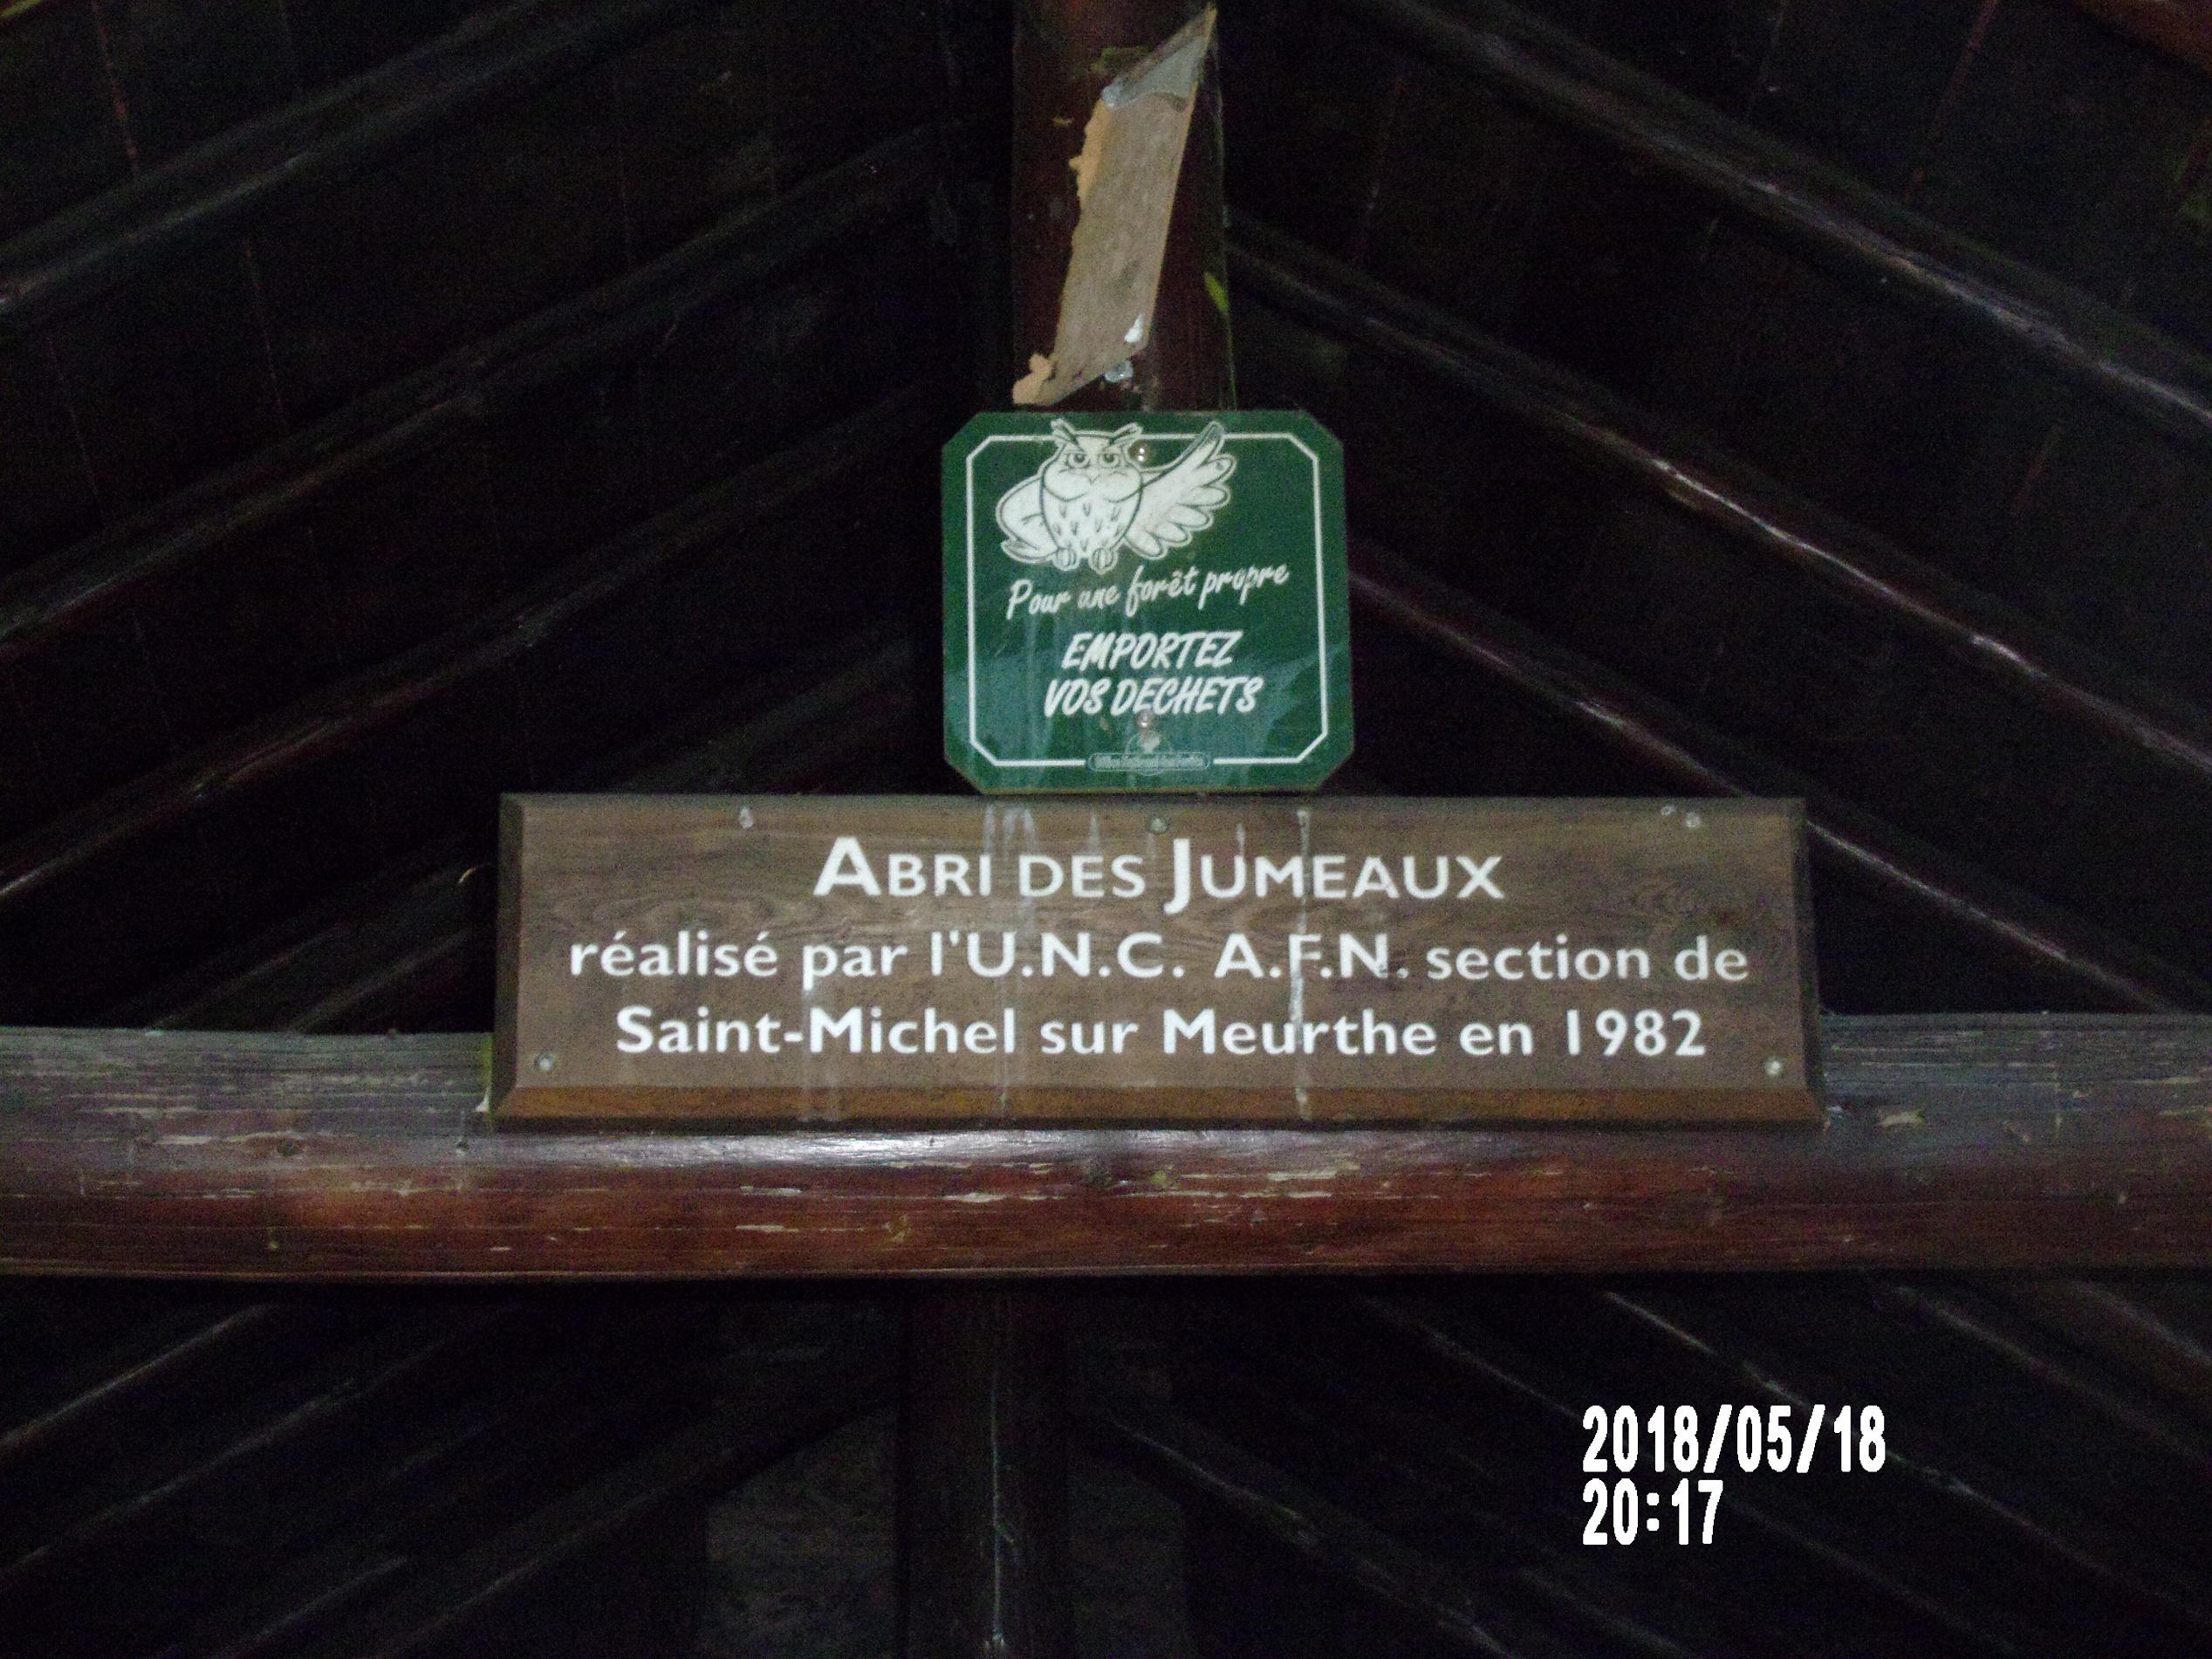 Pour une forêt propre
EMPORTEZ
VOS DECHETS
ABRI DES JUMEAUX
réalisé par l'U.N.C. A.F.N. section de
Saint-Michel sur Meurthe en 1982
2018/05/18
20:17